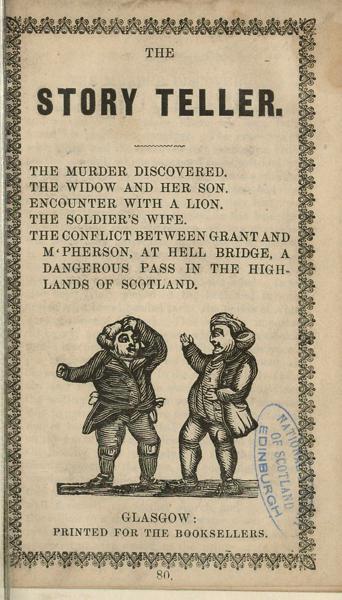 THE
STORY TELLER.
THE MURDER DISCOVERED.
THE WIDOW AND HER SON.
ENCOUNTER WITH A LION.
THE SOLDIER'S WIFE.
THE CONFLICT BETWEEN GRANT AND
M'PHERSON, AT HELL BRIDGE, A
DANGEROUS PASS IN THE HIGH-
LANDS OF SCOTLAND.
NATIONAL
OF SCOTLAND
EDINBURGH
GLASGOW:
PRINTED FOR THE BOOKSELLERS.
80.